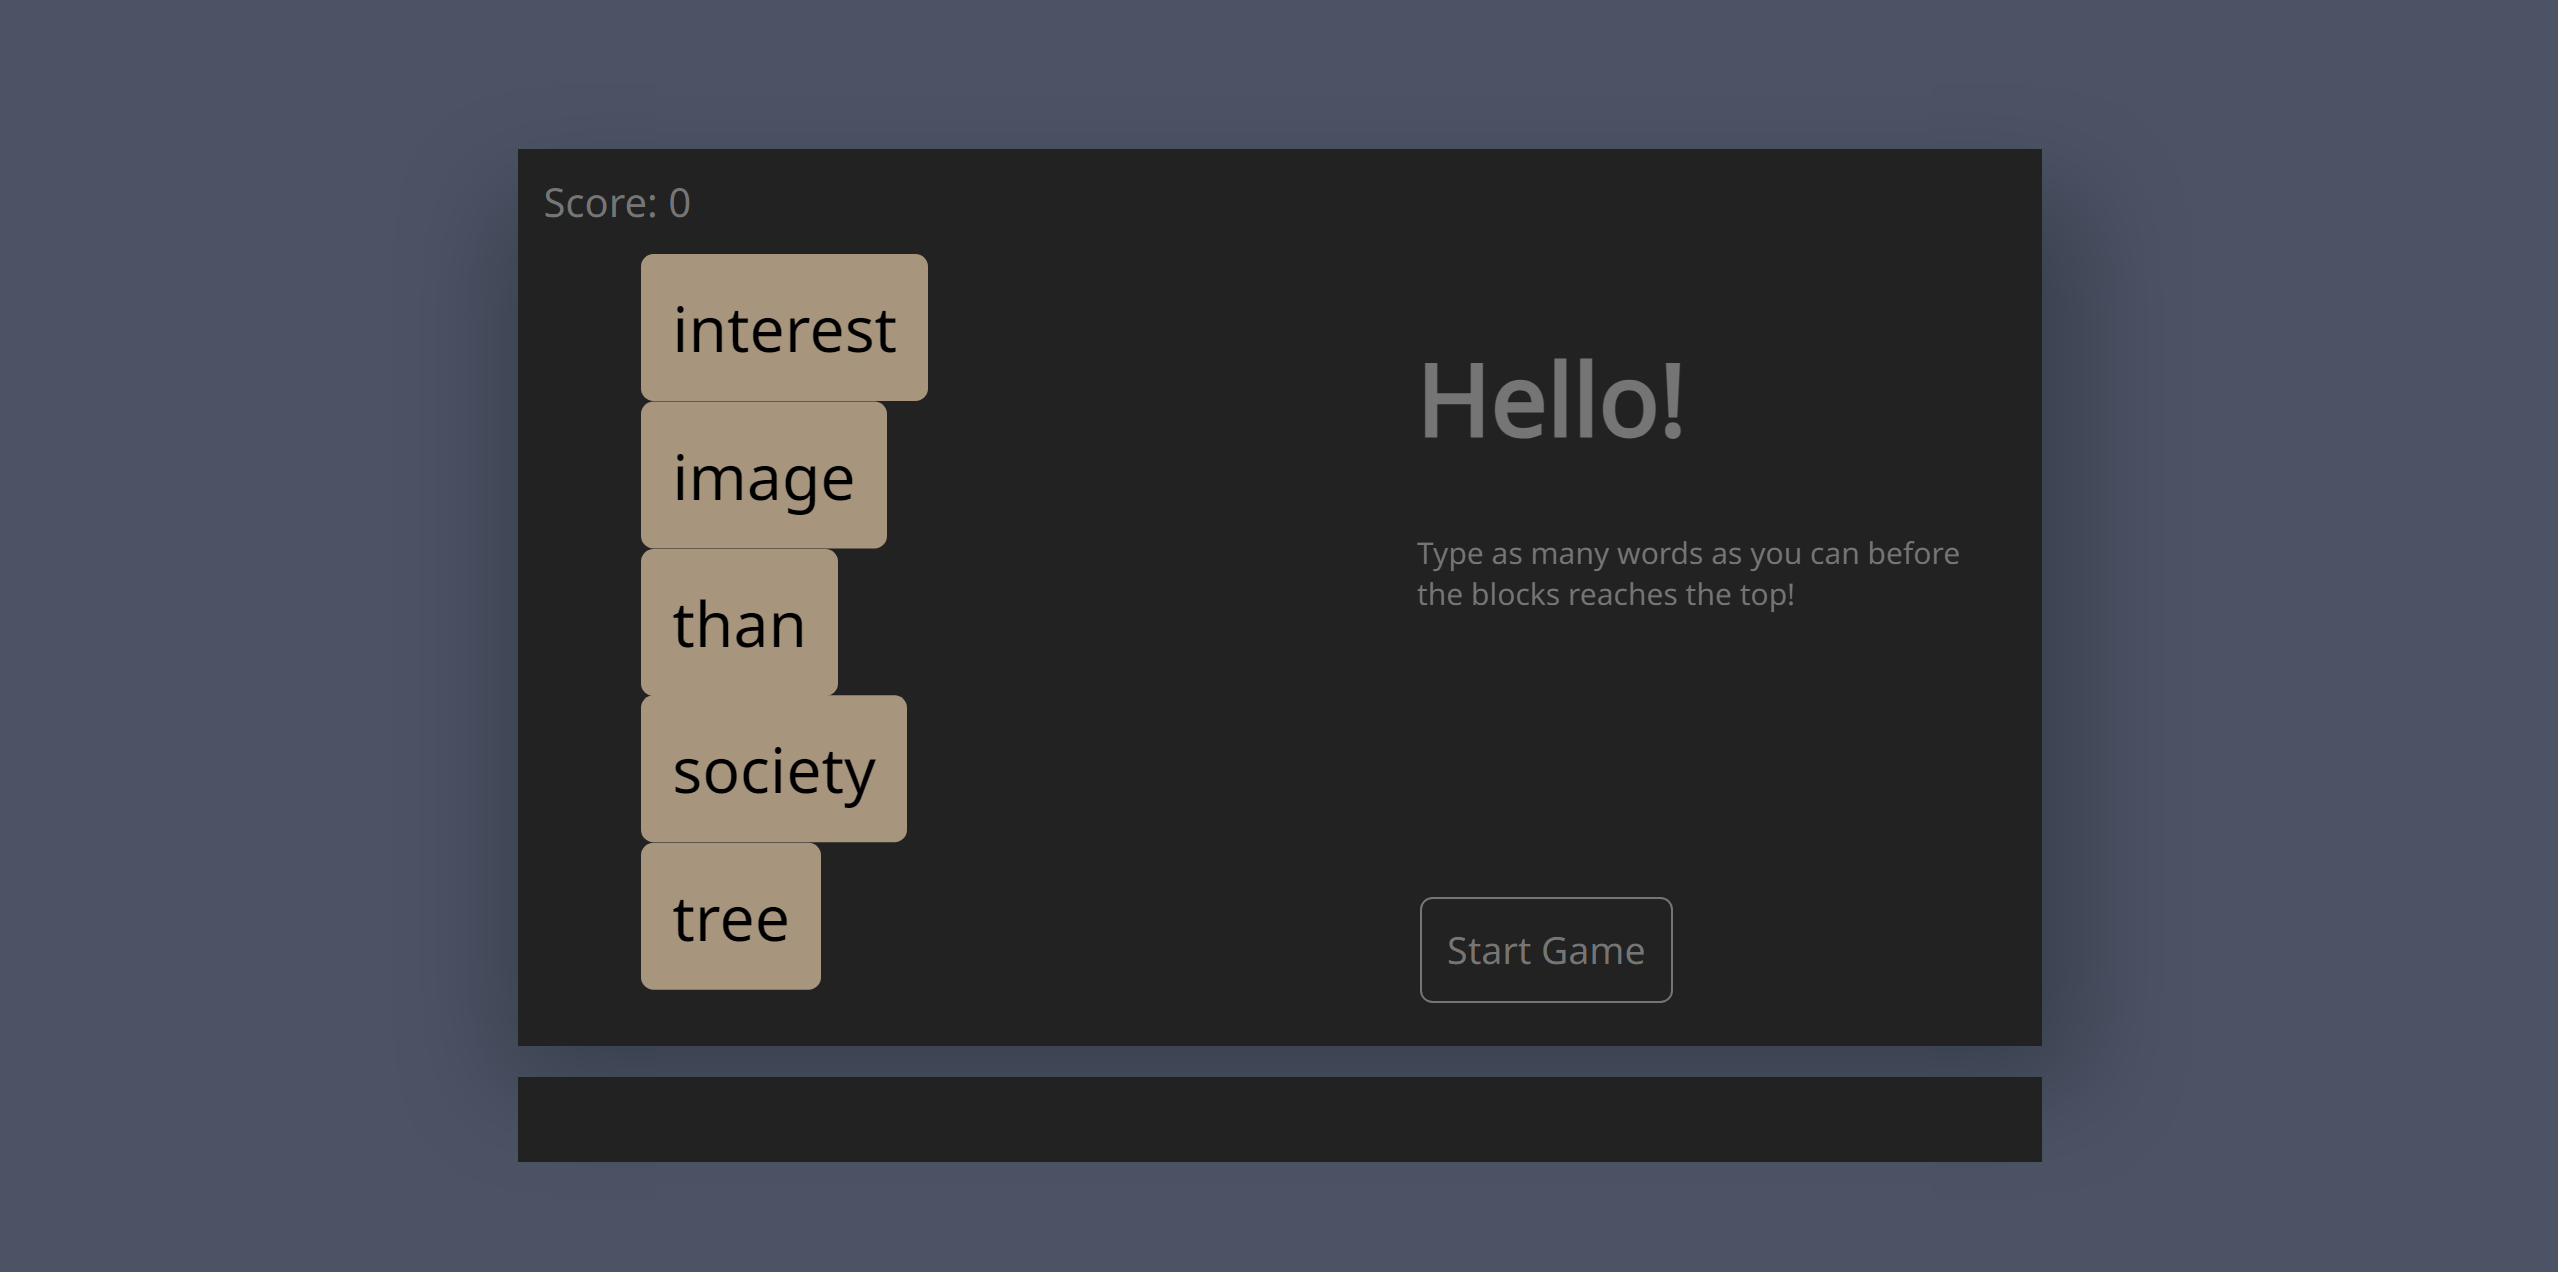 Score: 0
interest
image
than
society
tree
Hello!
Type as many words as you can before
the blocks reaches the top!
Start Game